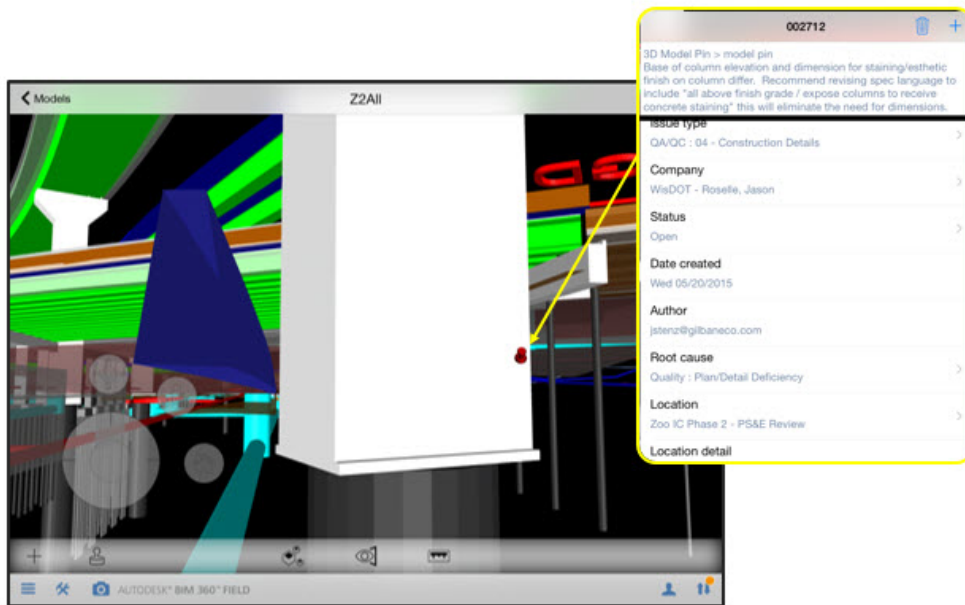 002712
3D Model Pin > model pin
Base of column elevation and dimension for staining/esthetic
finish on column differ. Recommend revising spec language to
include "all above finish grade / expose columns to receive
concrete staining" this will eliminate the need for dimensions.
Issue type
QA/QC : 04 - Construction Details
Company
WisDOT - Roselle, Jason
Status
Open
Date created
Wed 05/20/2015
Author
jstenz@gilbaneco.com
Root cause
Quality : Plan/Detail Deficiency
Location
Zoo IC Phase 2 - PS&E Review
Location detail
Models
Z2All
AUTODESK® BIM 360™ FIELD